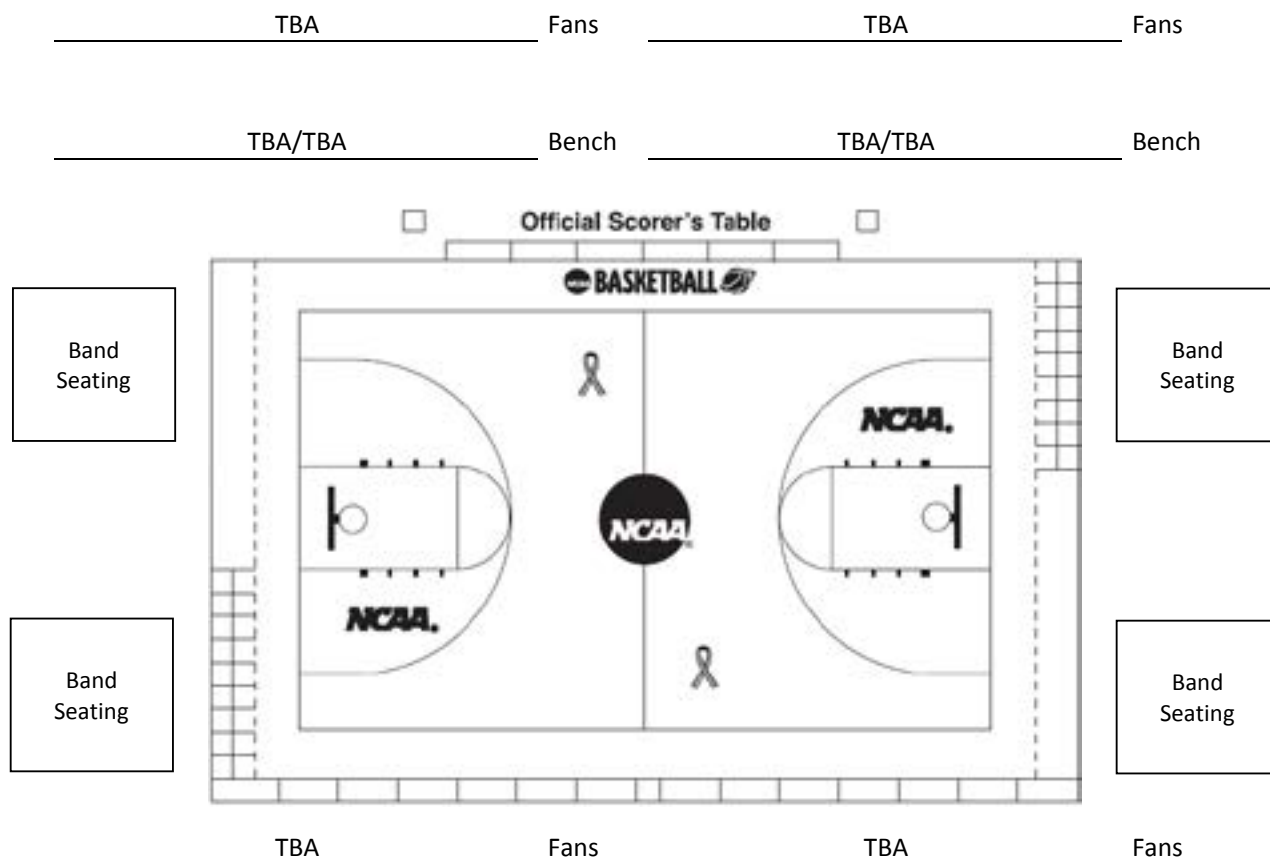 TBA Fans TBA Fans
TBA/TBA Bench TBA/TBA Bench
Official Scorer's Table
BASKETBALL
Band
Seating
Band
Seating
NCAA.
NCAA
NCAA.
Band
Seating
Band
Seating
TBA Fans TBA Fans